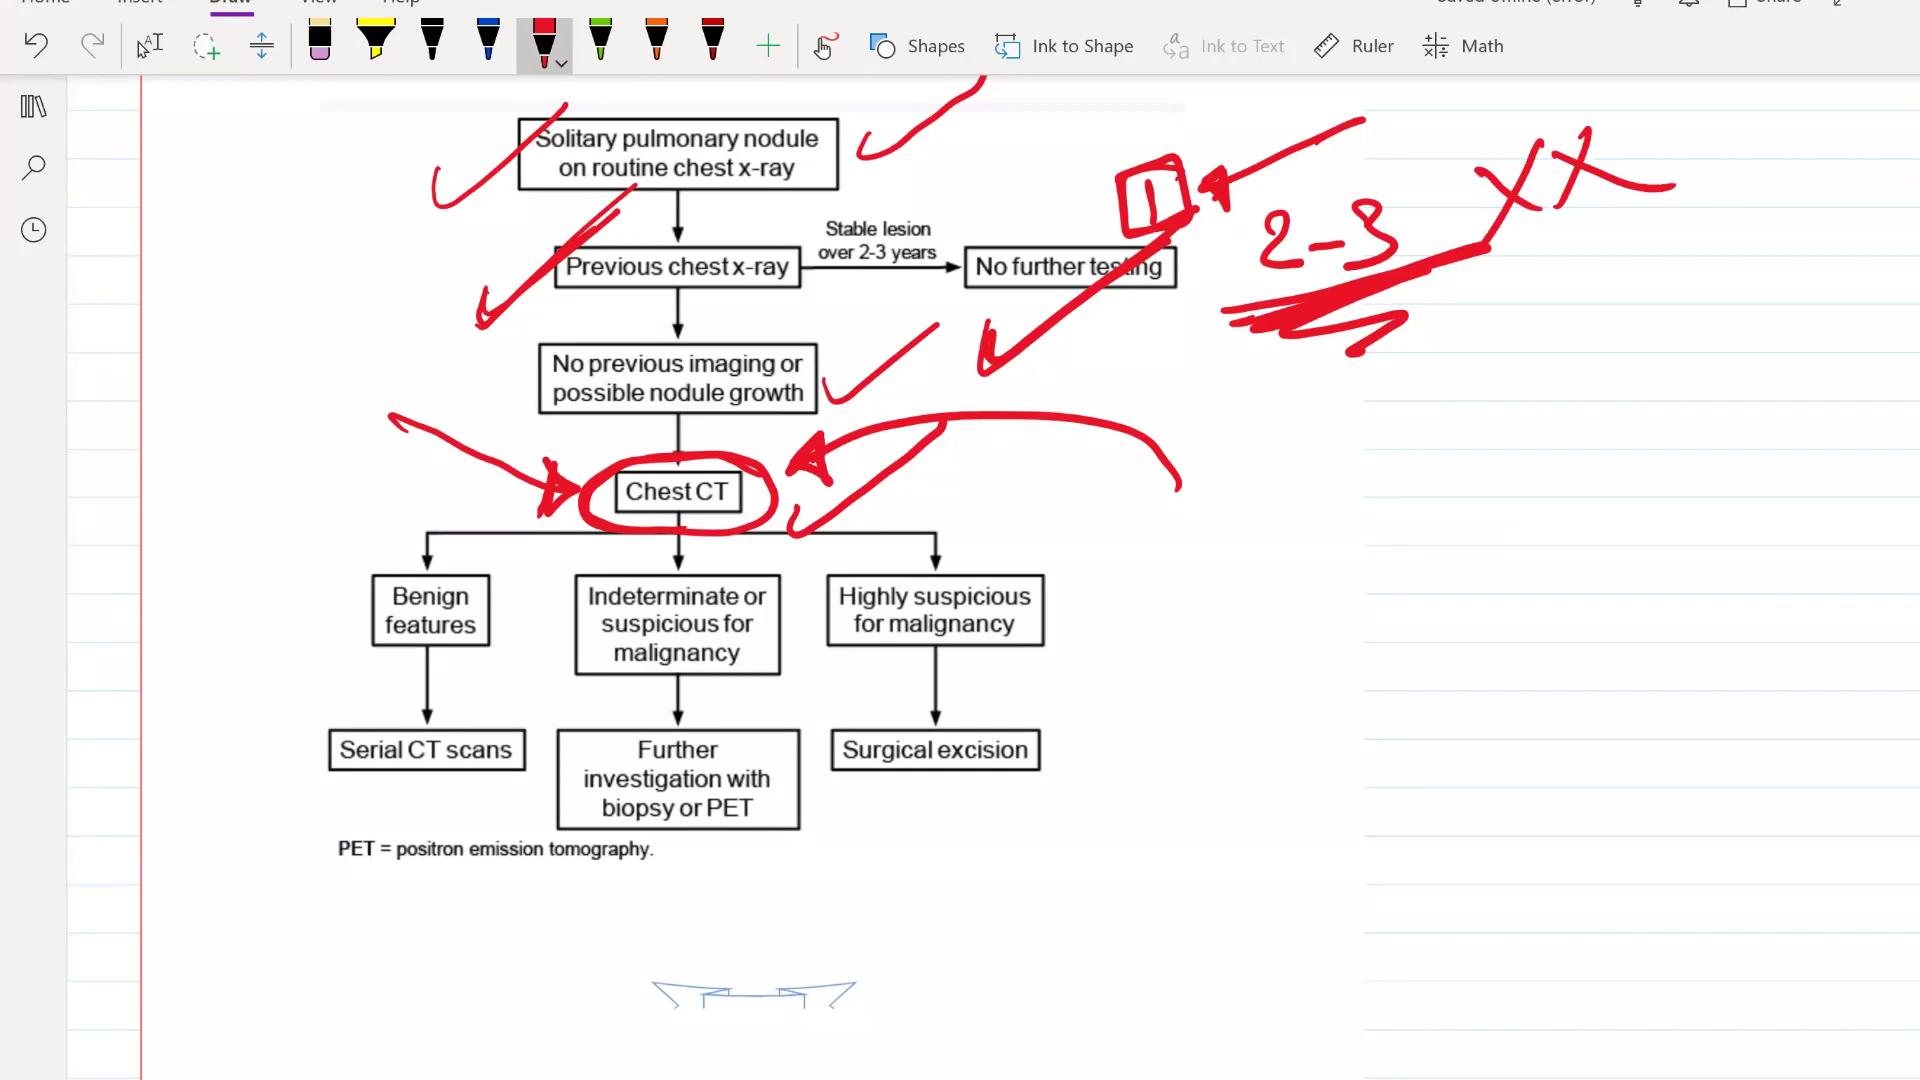 Draw
Shapes
Ink to Shape
Ink to Text
Ruler
Math
Solitary pulmonary nodule
on routine chest x-ray
1
2-3
Stable lesion
over 2-3 years
Previous chest x-ray
No further testing
No previous imaging or
possible nodule growth
Chest CT
Benign
features
Indeterminate or
suspicious for
malignancy
Highly suspicious
for malignancy
Serial CT scans
Further
investigation with
biopsy or PET
Surgical excision
PET = positron emission tomography.